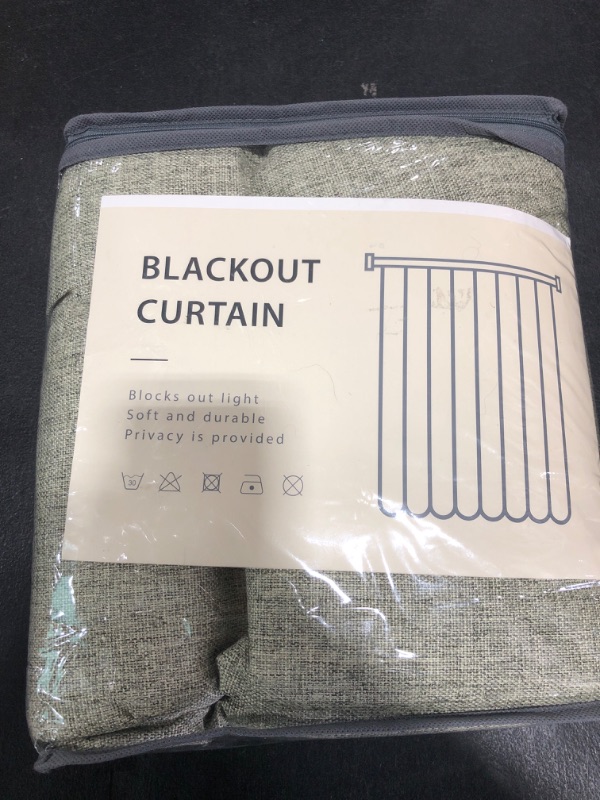 BLACKOUT
CURTAIN
Blocks out light
Soft and durable
Privacy is provided
30